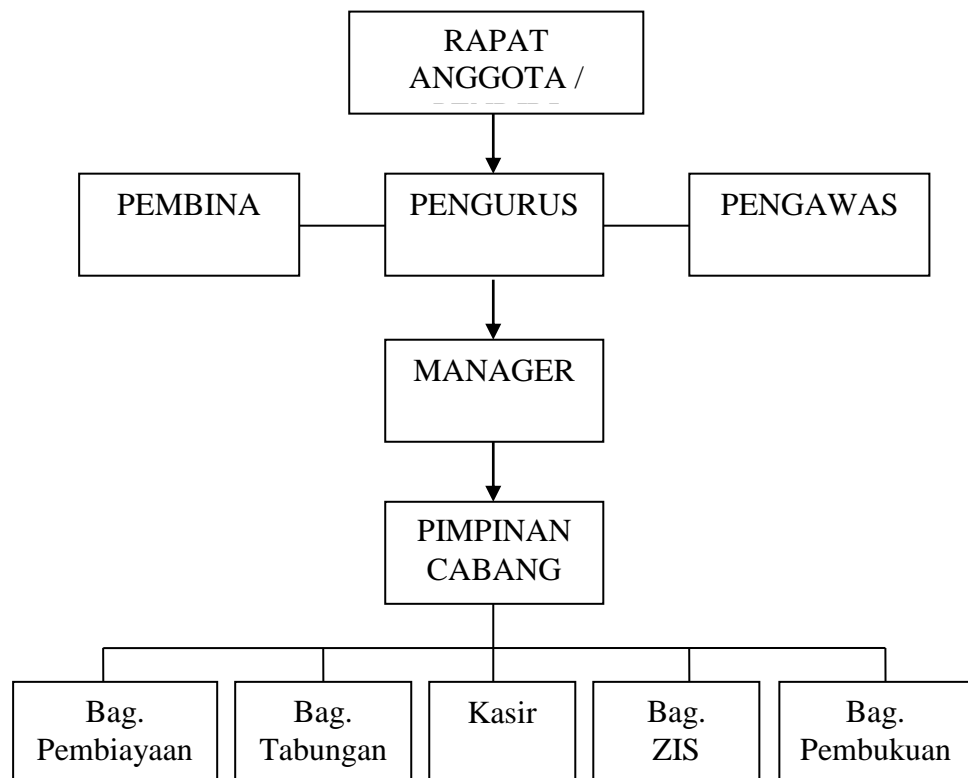 RAPAT
ANGGOTA /
PEMBINA
PENGURUS
PENGAWAS
MANAGER
PIMPINAN
CABANG
Bag.
Pembiayaan
Bag.
Tabungan
Kasir
Bag.
ZIS
Bag.
Pembukuan